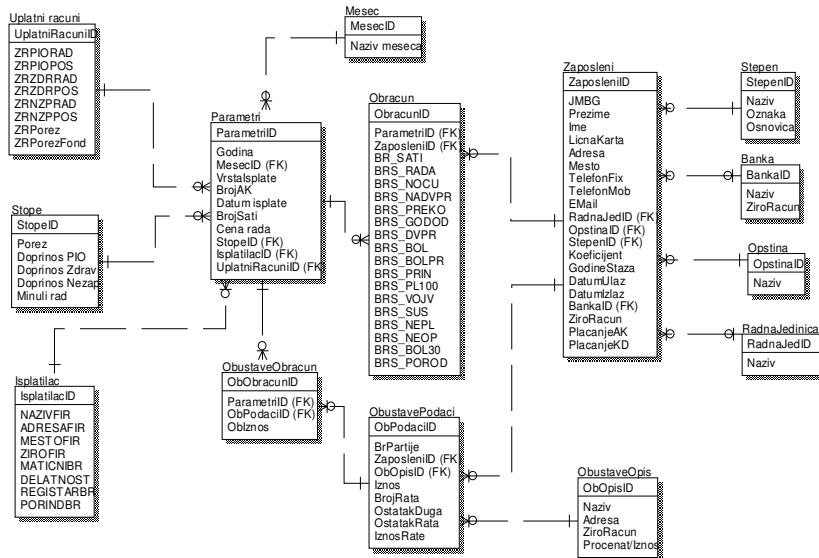 Uplatni racuni
UplatniRacuniID
ZRPIORAD
ZRPIOPOS
ZRZDRRAD
ZRZDRPOS
ZRNZPRAD
ZRNZPPOS
ZRPorez
ZRPorezFond
Stope
StopeID
Porez
Doprinos PIO
Doprinos Zdrav
Doprinos Nezap
Minuli rad
Isplatilac
IsplatilacID
NAZIVFIR
ADRESAFIR
MESTOFIR
ZIROFIR
MATICNIBR
DELATNOST
REGISTARBR
PORINDBR
Mesec
MesecID
Naziv meseca
Parametri
ParametriID
Godina
MesecID (FK)
VrstaIsplate
BrojAK
Datum isplate
BrojSati
Cena rada
StopeID (FK)
IsplatilacID (FK)
UplatniRacuniID (FK)
ObustaveObracun
ObObracunID
ParametriID (FK)
ObPodaciID (FK)
ObIznos
Obracun
ObracunID
ParametriID (FK)
ZaposleniID (FK)
BR_SATI
BRS_RADA
BRS_NOCU
BRS_NADVPR
BRS_PREKO
BRS_GODOD
BRS_DVPR
BRS_BOL
BRS_BOLPR
BRS_PRIN
BRS_PL100
BRS_VOJV
BRS_SUS
BRS_NEPL
BRS_NEOP
BRS_BOL30
BRS_POROD
ObustavePodaci
ObPodaciID
BrPartije
ZaposleniID (FK)
ObOpisID (FK)
Iznos
BrojRata
OstatakDuga
OstatakRata
IznosRate
Zaposleni
ZaposleniID
JMBG
Prezime
Ime
LicnaKarta
Adresa
Mesto
TelefonFix
TelefonMob
EMail
RadnaJedID (FK)
OpstinaID (FK)
StepenID (FK)
Koeficijent
GodineStaza
DatumUlaz
DatumIzlaz
BankaID (FK)
ZiroRacun
PlacanjeAK
PlacanjeKD
Stepen
StepenID
Naziv
Oznaka
Osnovica
Banka
BankaID
Naziv
ZiroRacun
Opstina
OpstinaID
Naziv
RadnaJedinica
RadnaJedID
Naziv
ObustaveOpis
ObOpisID
Naziv
Adresa
ZiroRacun
Procenat/Iznos